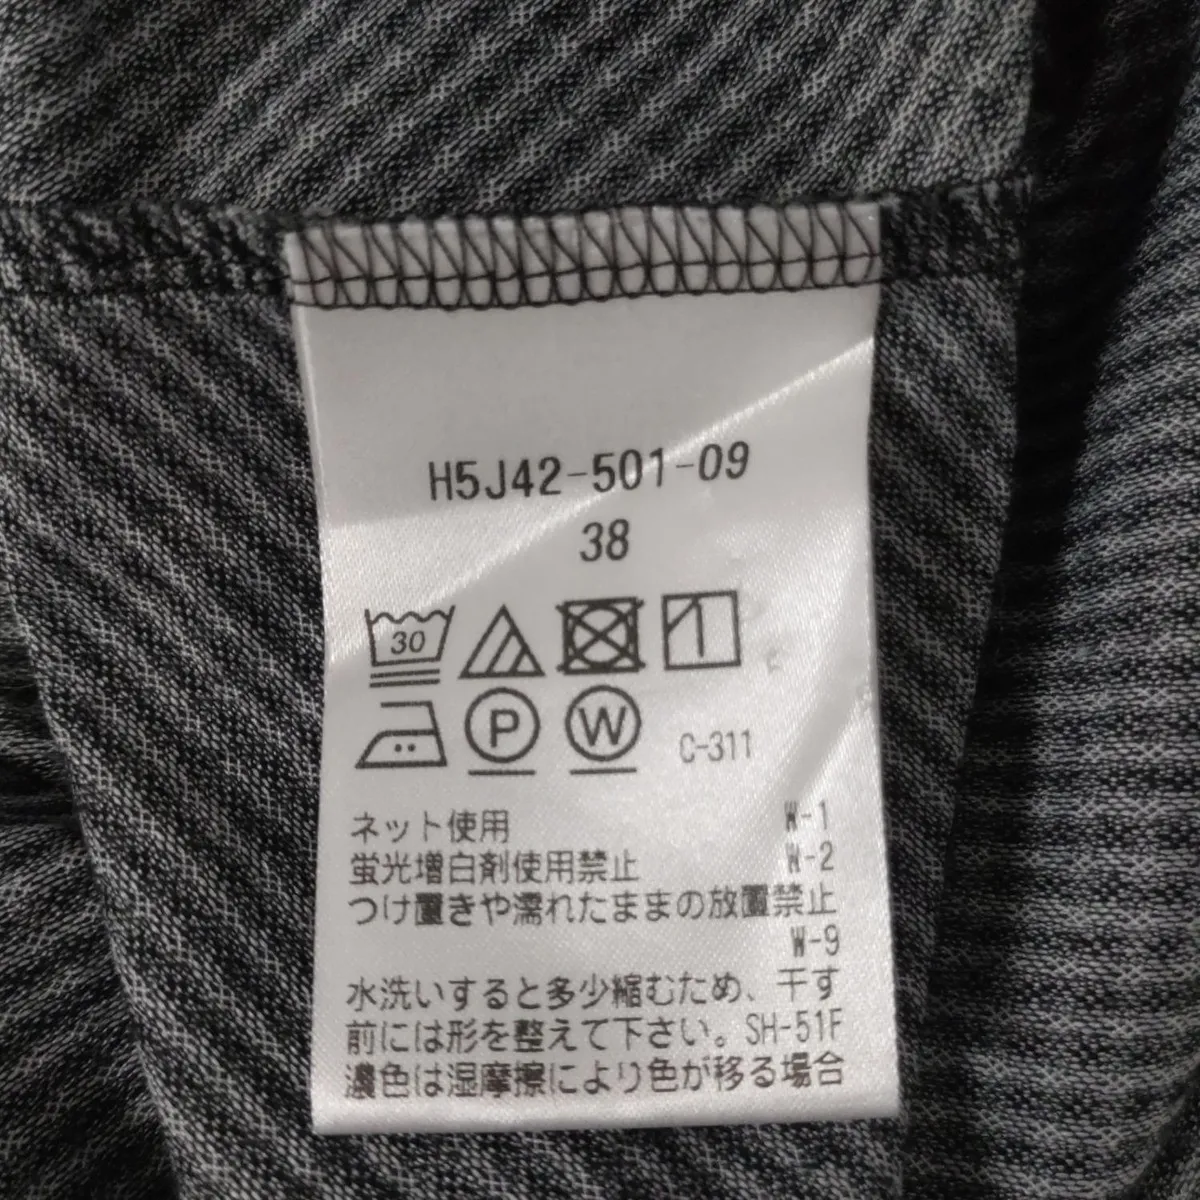 H5J42-501-09
38
30
P W C-311
ネット使用 W-1
蛍光増白剤使用禁止 W-2
つけ置きや濡れたままの放置禁止
W-9
水洗いすると多少縮むため、干す
前には形を整えて下さい。SH-51F
濃色は湿摩擦により色が移る場合